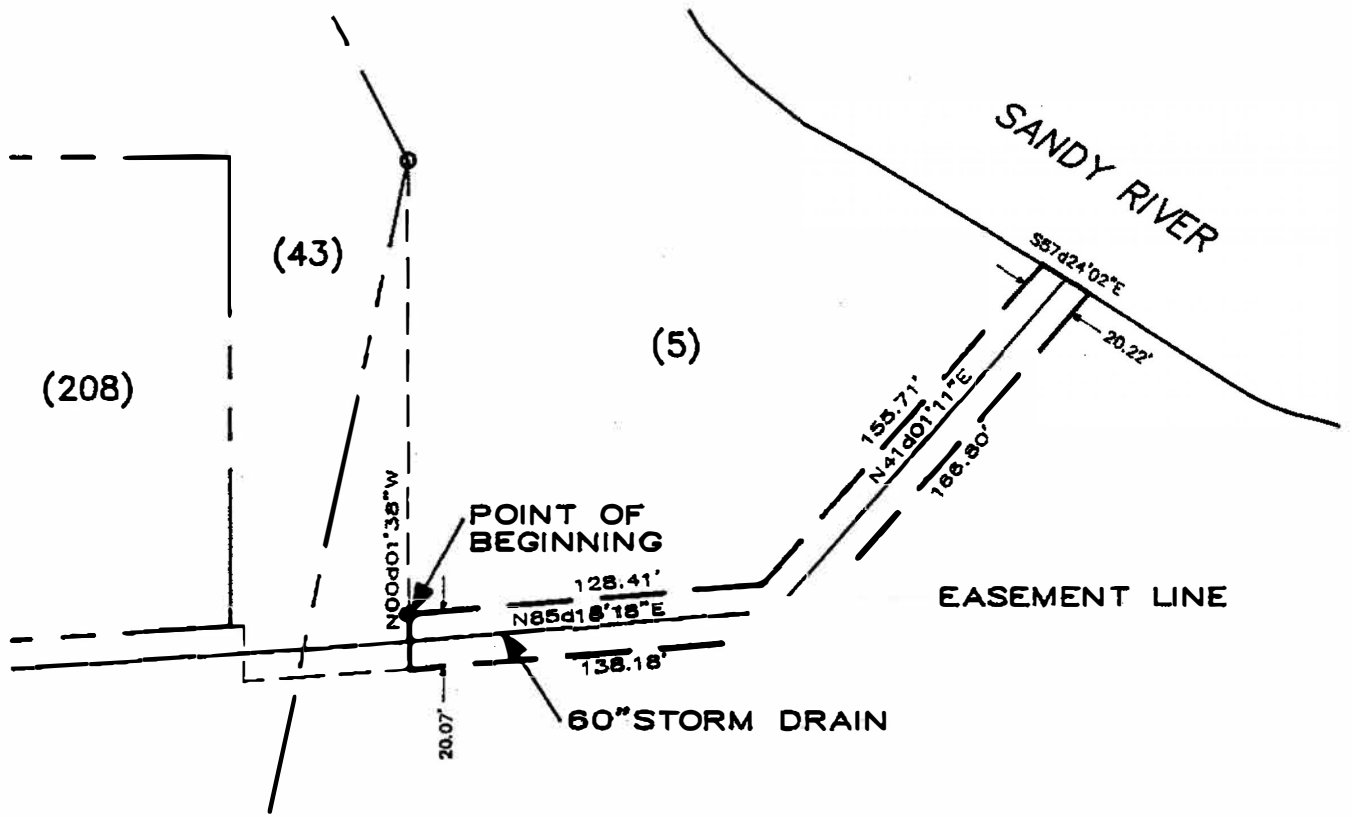 SANDY RIVER
S57d24'02"E
20.22'
(43)
(5)
(208)
155.71'
N41d01'11"E
166.80'
N00d01'38"W
POINT OF
BEGINNING
128.41'
N85d18'18"E
138.18'
EASEMENT LINE
60" STORM DRAIN
20.07'